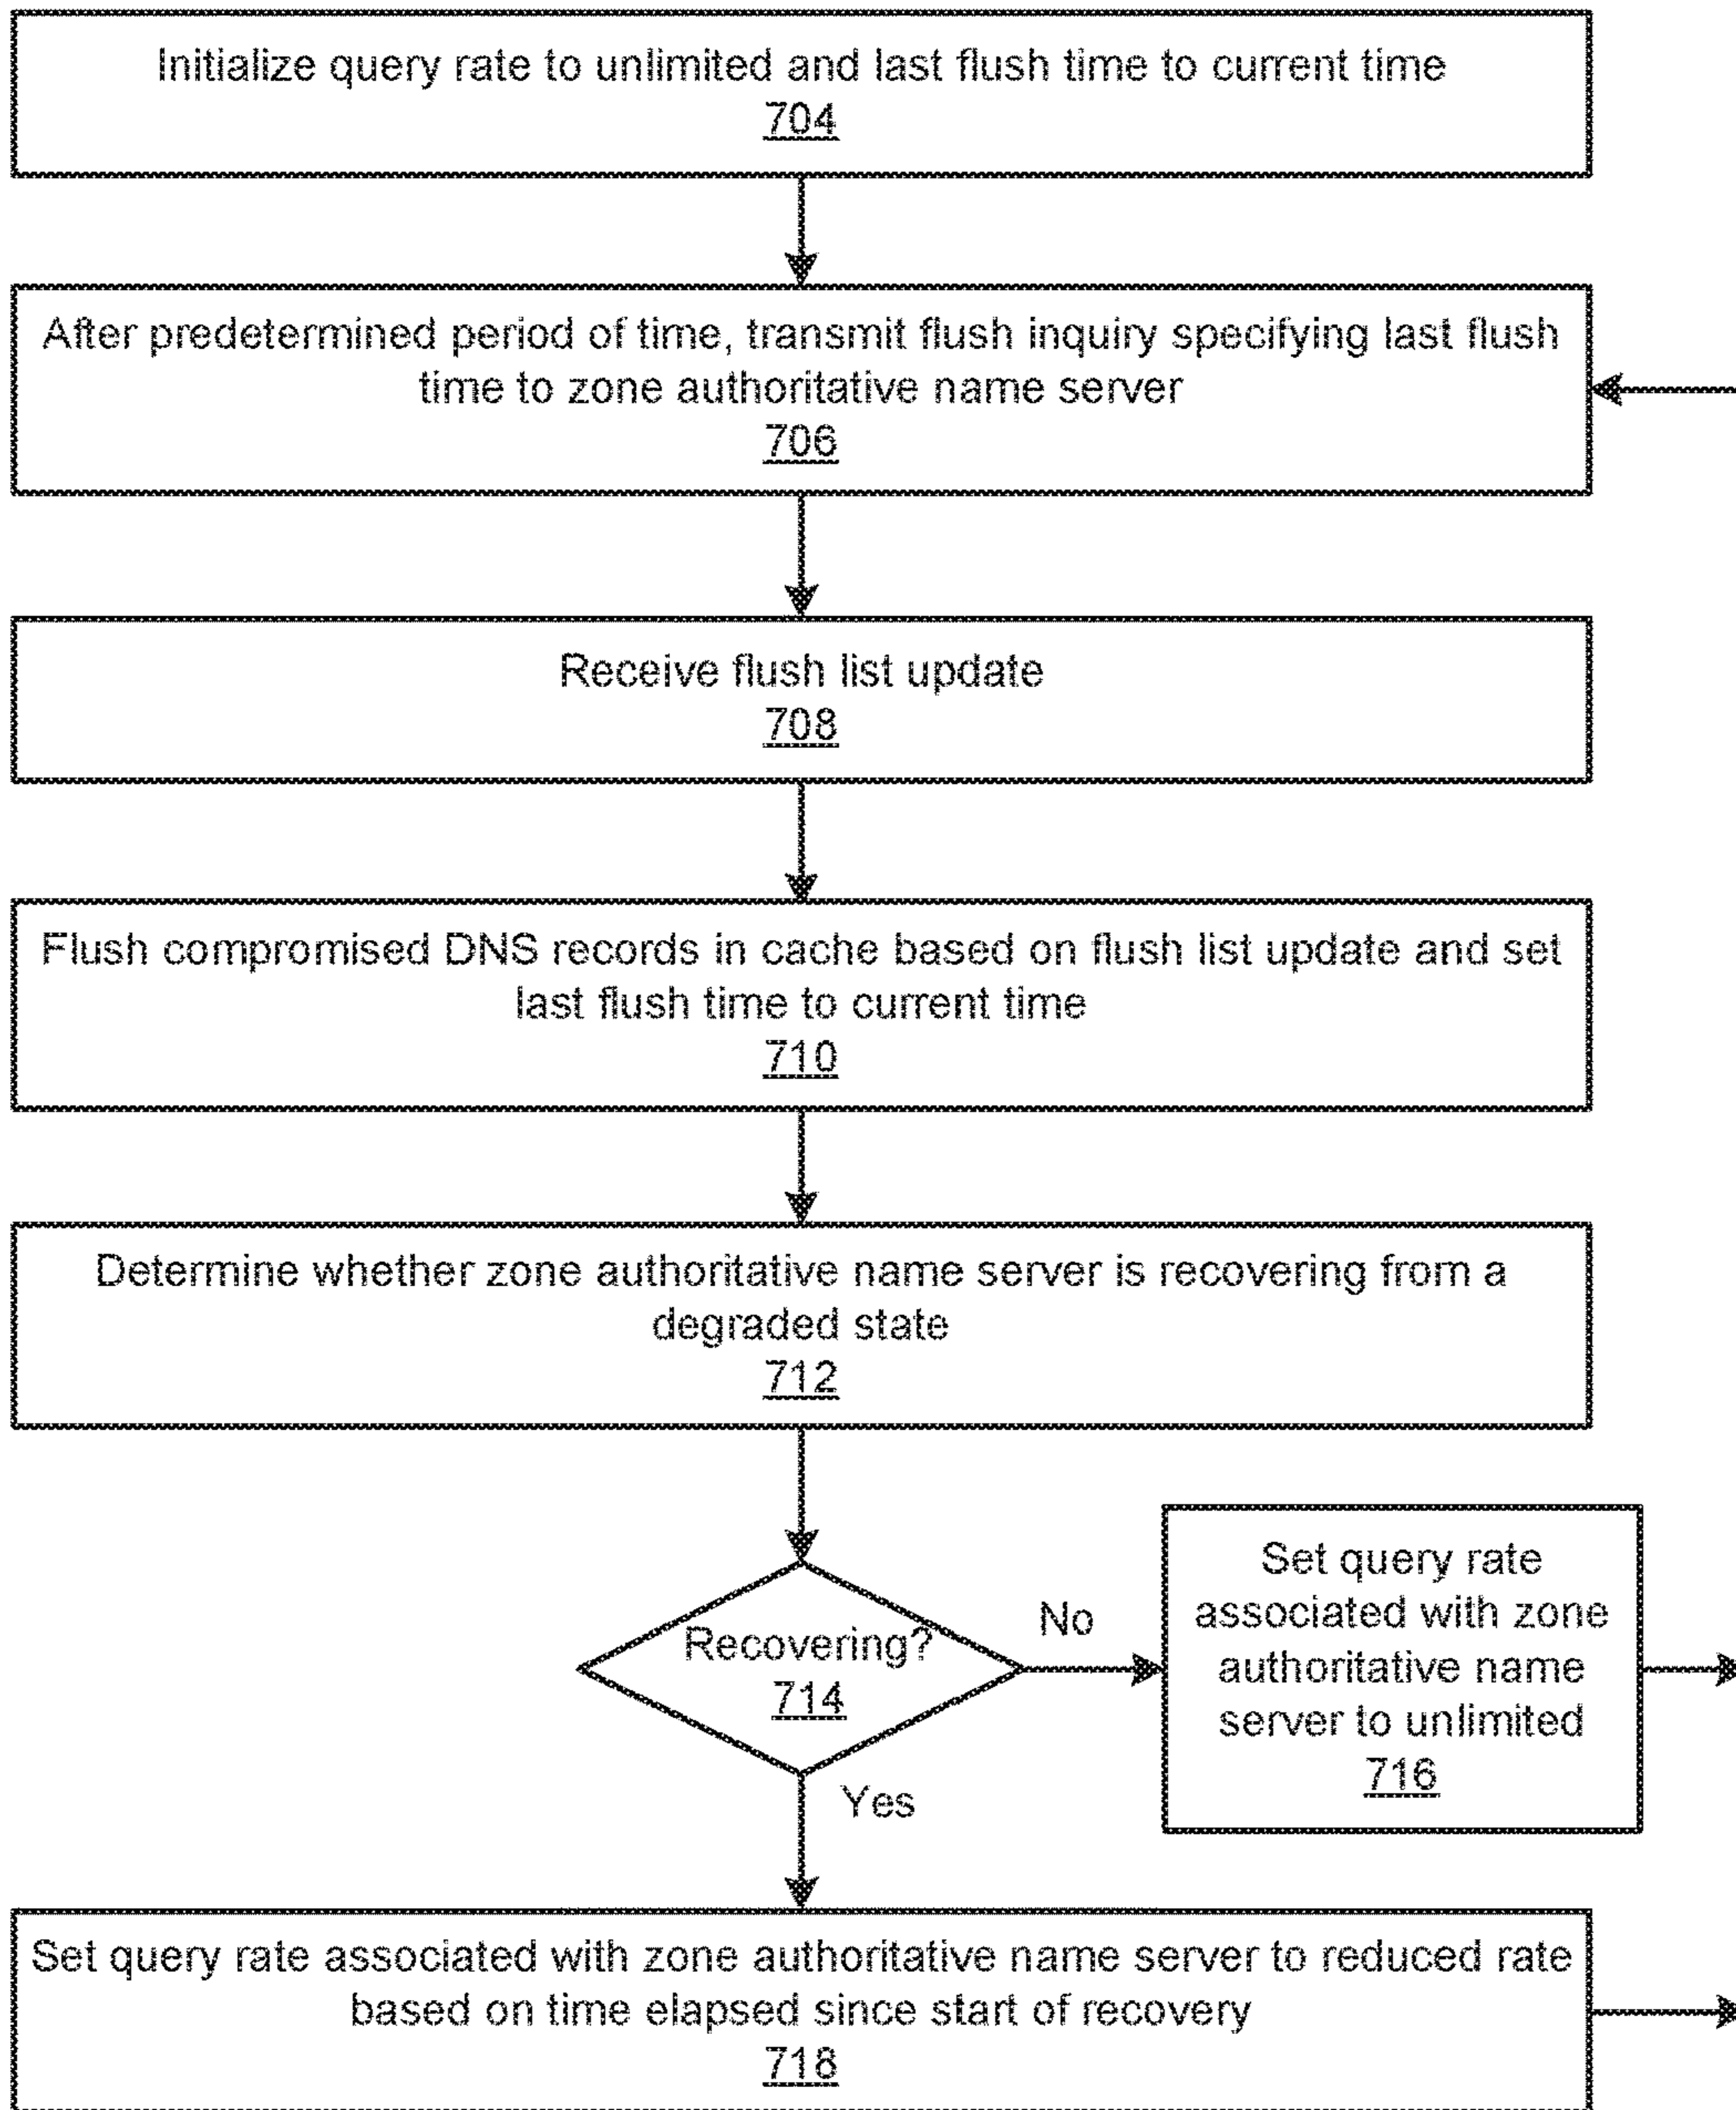 Initialize query rate to unlimited and last flush time to current time
704
After predetermined period of time, transmit flush inquiry specifying last flush
time to zone authoritative name server
706
Receive flush list update
708
Flush compromised DNS records in cache based on flush list update and set
last flush time to current time
710
Determine whether zone authoritative name server is recovering from a
degraded state
712
Recovering?
714
No
Set query rate
associated with zone
authoritative name
server to unlimited
716
Yes
Set query rate associated with zone authoritative name server to reduced rate
based on time elapsed since start of recovery
718